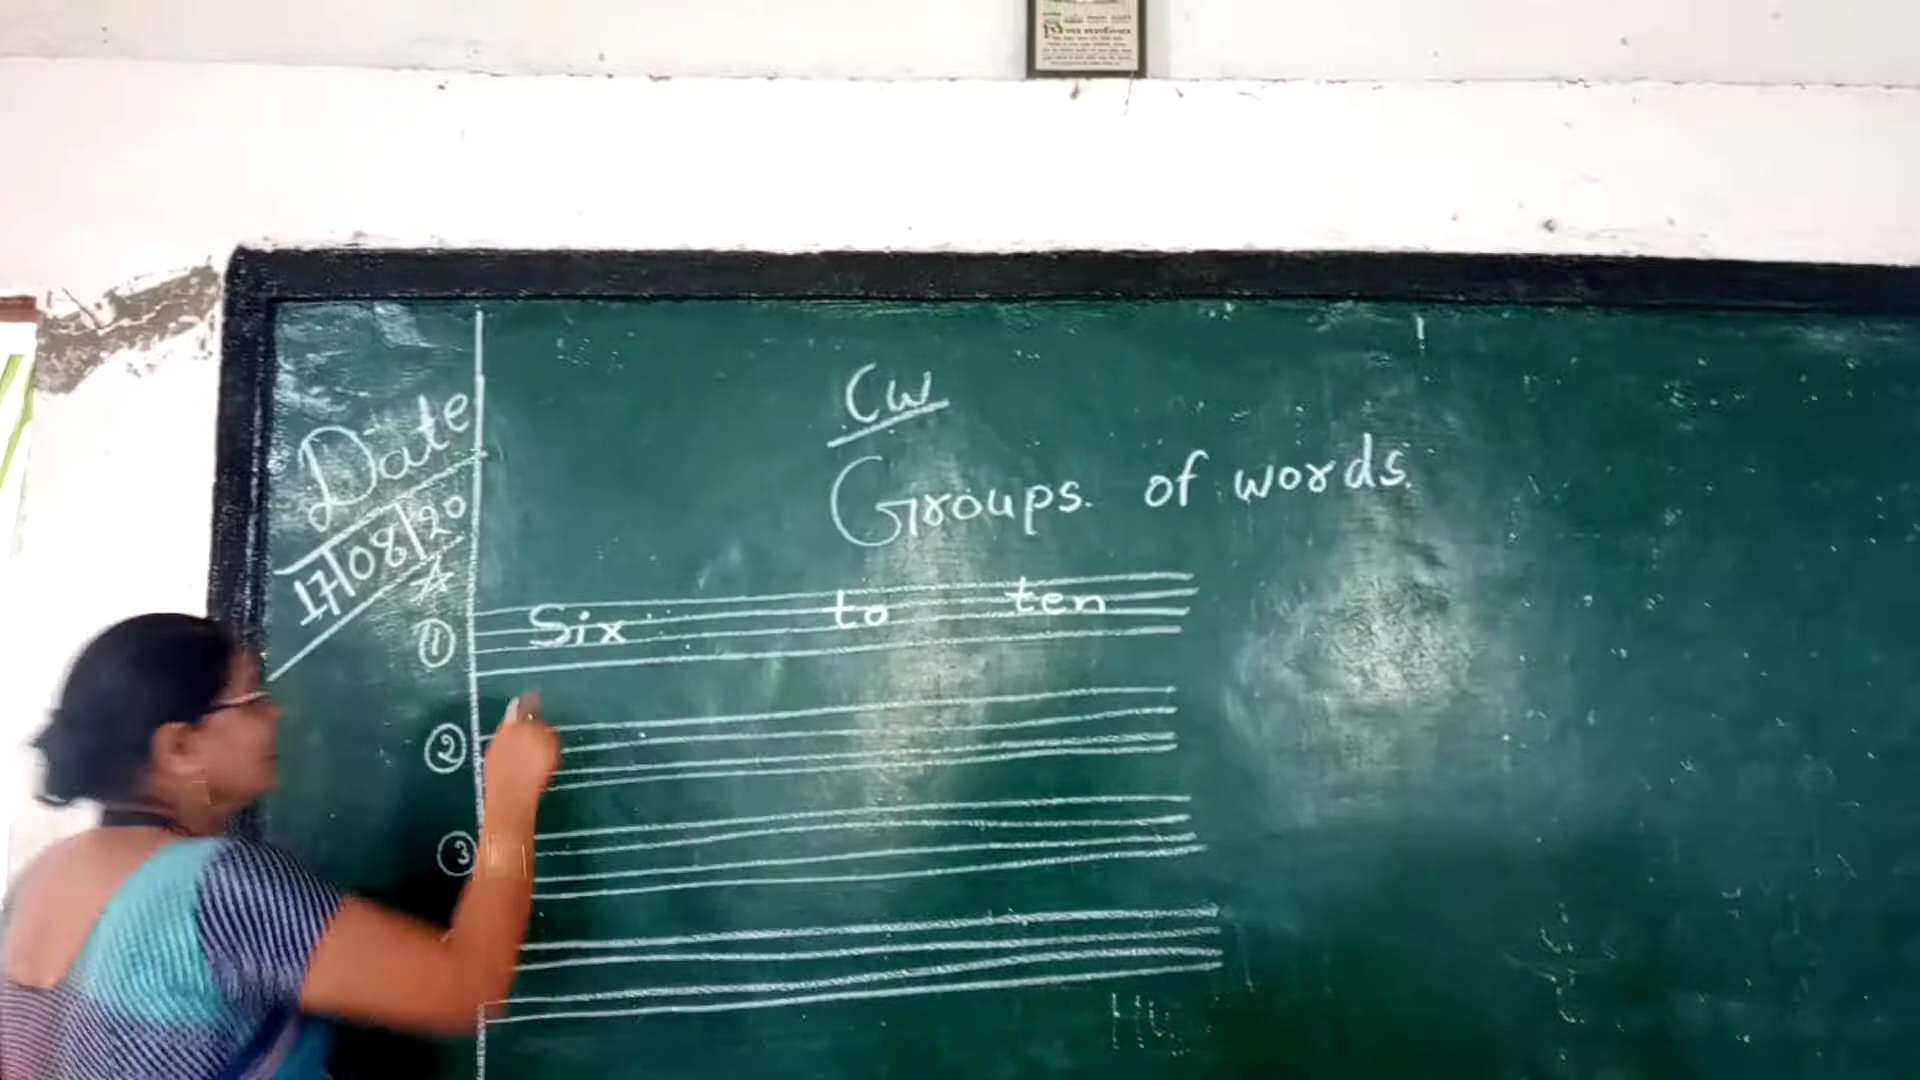 CW
Groups of words
Date
17/08/20
① Six to ten
②
③